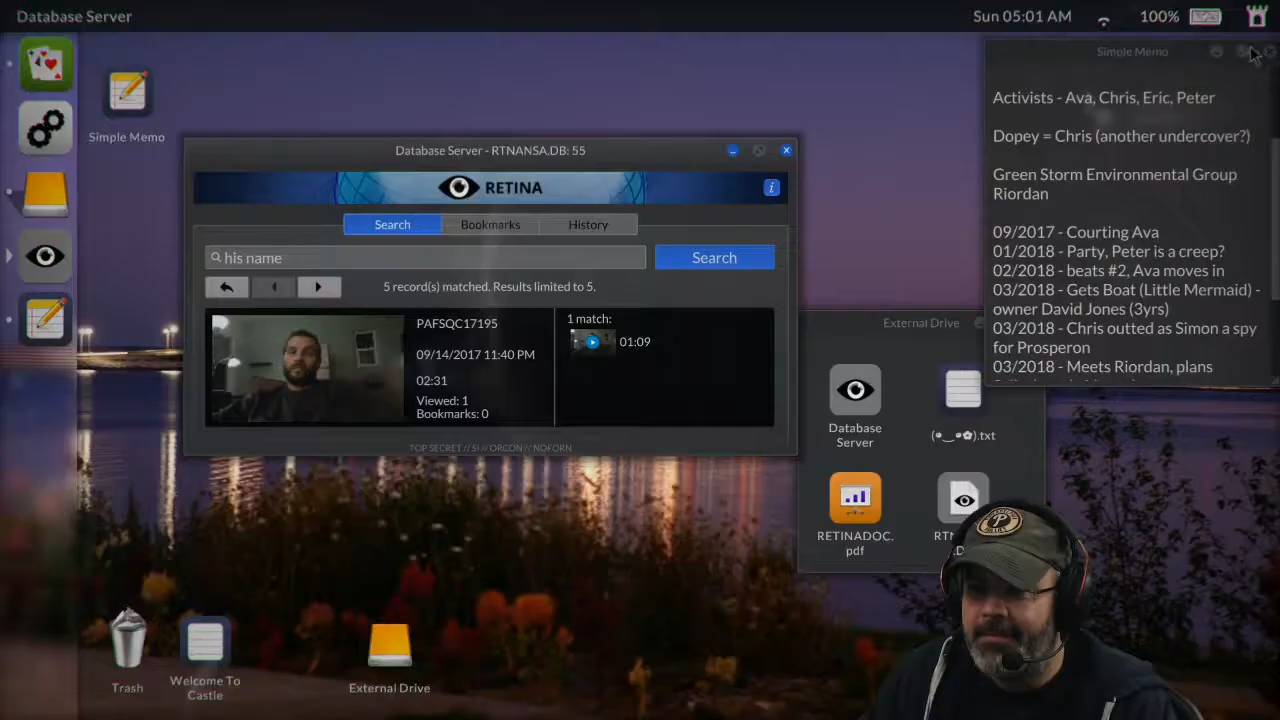 Database Server
Sun 05:01 AM
100%
Simple Memo
Simple Memo
Activists - Ava, Chris, Eric, Peter
Dopey = Chris (another undercover?)
Green Storm Environmental Group
Riordan
09/2017 - Courting Ava
01/2018 - Party, Peter is a creep?
02/2018 - beats #2, Ava moves in
03/2018 - Gets Boat (Little Mermaid) -
owner David Jones (3yrs)
03/2018 - Chris outted as Simon a spy
for Prosperon
03/2018 - Meets Riordan, plans
Database Server - RTNANSA.DB: 55
RETINA
i
Search
Bookmarks
History
his name
Search
5 record(s) matched. Results limited to 5.
PAFSQC17195
09/14/2017 11:40 PM
02:31
Viewed: 1
Bookmarks: 0
1 match:
01:09
TOP SECRET // SI // ORCON // NOFORN
External Drive
Database
Server
(●‿●✿).txt
RETINADOC.
pdf
Trash
Welcome To
Castle
External Drive
P